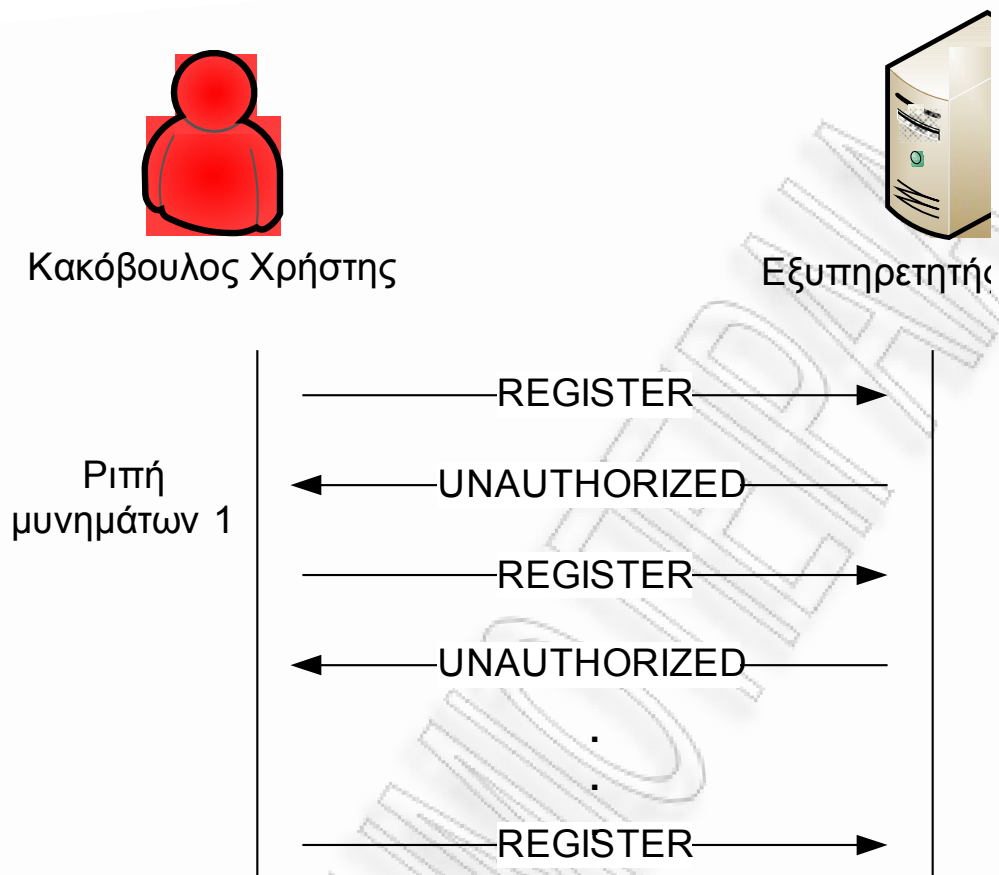 Κακόβουλος Χρήστης
Εξυπηρετητής
REGISTER
UNAUTHORIZED
Ριπή
μυνημάτων 1
REGISTER
UNAUTHORIZED
.
.
.
REGISTER